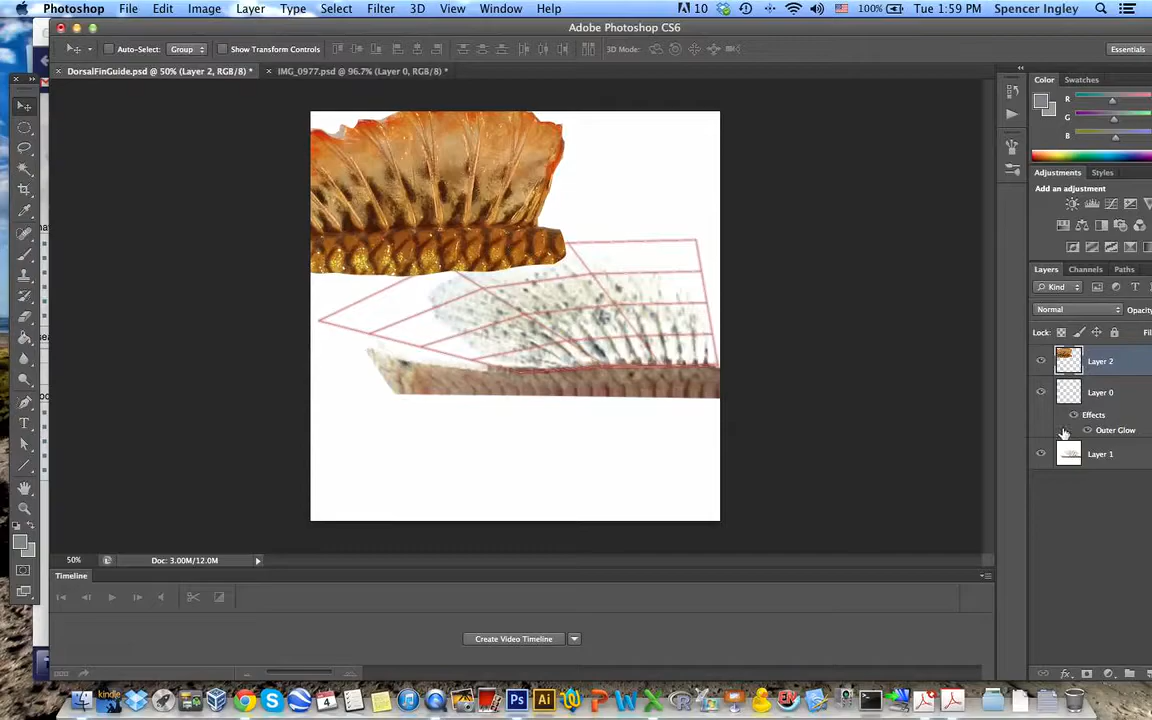 Photoshop File Edit Image Layer Type Select Filter 3D View Window Help 10 100% Tue 1:59 PM Spencer Ingley
Adobe Photoshop CS6
Auto-Select: Group Show Transform Controls 3D Mode: Essentials
DorsalFinGuide.psd @ 50% (Layer 2, RGB/8) * IMG_0977.psd @ 96.7% (Layer 0, RGB/8) *
Color Swatches
R
G
B
Adjustments Styles
Add an adjustment
Layers Channels Paths
Kind
Normal Opacity
Lock: Fil
Layer 2
Layer 0
Effects
Outer Glow
Layer 1
50% Doc: 3.00M/12.0M
Timeline
Create Video Timeline
kindle Ps Ai